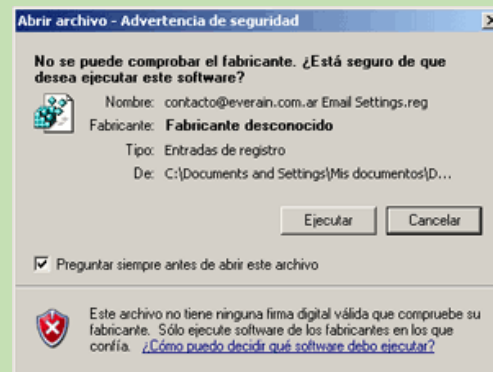 Abrir archivo - Advertencia de seguridad
No se puede comprobar el fabricante. ¿Está seguro de que
desea ejecutar este software?
Nombre: contacto@everain.com.ar Email Settings.reg
Fabricante: Fabricante desconocido
Tipo: Entradas de registro
De: C:\Documents and Settings\Mis documentos\D...
Ejecutar Cancelar
Preguntar siempre antes de abrir este archivo
Este archivo no tiene ninguna firma digital válida que compruebe su
fabricante. Sólo ejecute software de los fabricantes en los que
confía. ¿Cómo puedo decidir qué software debo ejecutar?